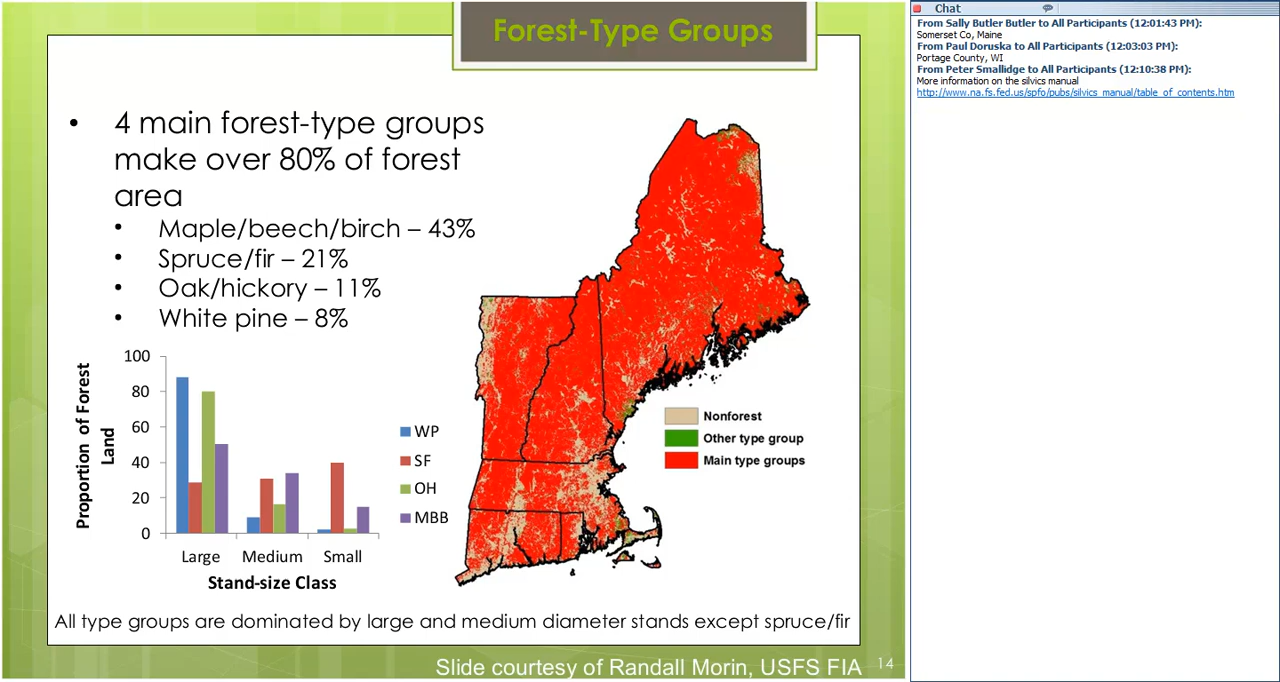 Forest-Type Groups
• 4 main forest-type groups
make over 80% of forest
area
• Maple/beech/birch – 43%
• Spruce/fir – 21%
• Oak/hickory – 11%
• White pine – 8%
Proportion of Forest
Land
100
80
60
40
20
0
Large
Medium
Small
Stand-size Class
WP
SF
OH
MBB
Nonforest
Other type group
Main type groups
All type groups are dominated by large and medium diameter stands except spruce/fir
Slide courtesy of Randall Morin, USFS FIA
14
Chat
From Sally Butler Butler to All Participants (12:01:43 PM):
Somerset Co, Maine
From Paul Doruska to All Participants (12:03:03 PM):
Portage County, WI
From Peter Smallidge to All Participants (12:10:38 PM):
More information on the silvics manual
http://www.na.fs.fed.us/spfo/pubs/silvics_manual/table_of_contents.htm